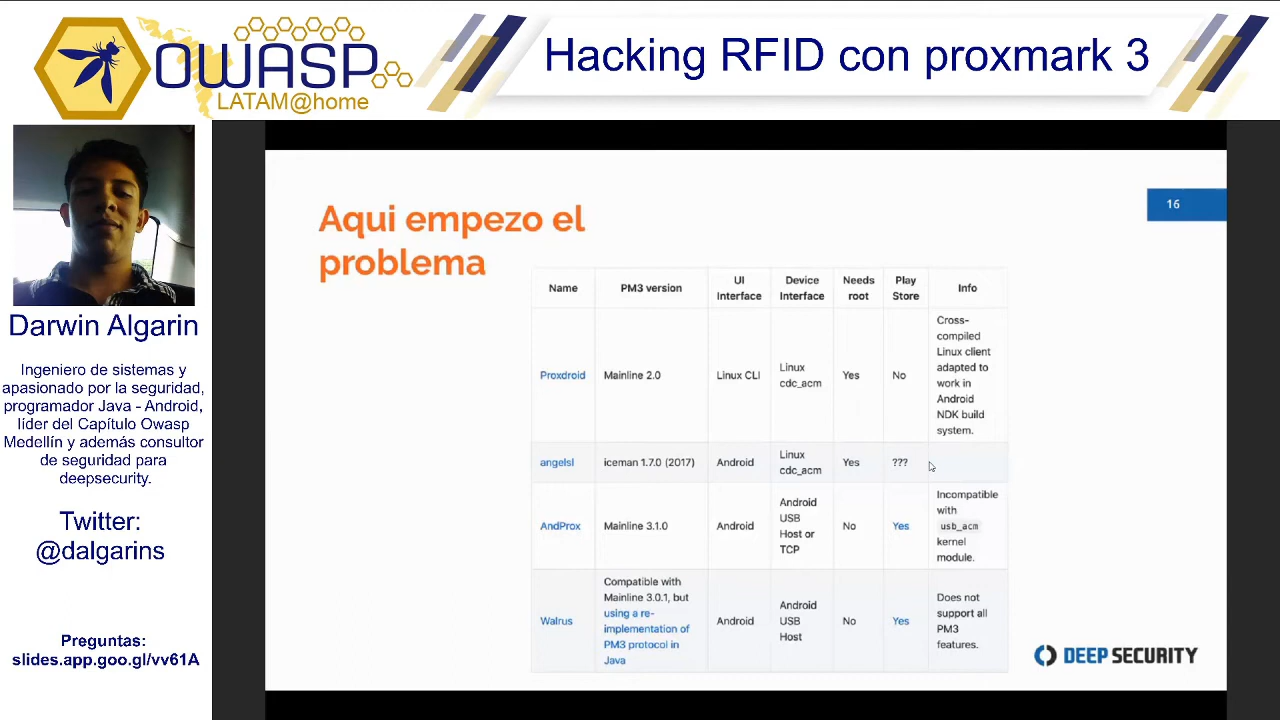 OWASP
LATAM@home
Hacking RFID con proxmark 3
Darwin Algarin
Ingeniero de sistemas y
apasionado por la seguridad,
programador Java - Android,
líder del Capítulo Owasp
Medellín y además consultor
de seguridad para
deepsecurity.
Twitter:
@dalgarins
Preguntas:
slides.app.goo.gl/vv61A
Aqui empezo el
problema
16
Name
PM3 version
UI
Interface
Device
Interface
Needs
root
Play
Store
Info
Proxdroid
Mainline 2.0
Linux CLI
Linux
cdc_acm
Yes
No
Cross-
compiled
Linux client
adapted to
work in
Android
NDK build
system.
angelsl
iceman 1.7.0 (2017)
Android
Linux
cdc_acm
Yes
???
AndProx
Mainline 3.1.0
Android
Android
USB
Host or
TCP
No
Yes
Incompatible
with
usb_acm
kernel
module.
Walrus
Compatible with
Mainline 3.0.1, but
using a re-
implementation of
PM3 protocol in
Java
Android
Android
USB
Host
No
Yes
Does not
support all
PM3
features.
DEEP SECURITY